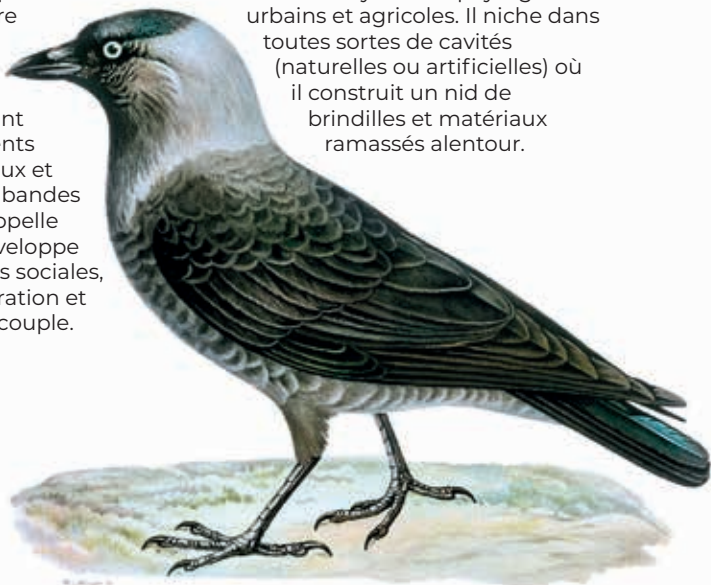 re
nt
ents
ux et
bandes
ppelle
veloppe
s sociales,
ration et
couple.
urbains et agricoles. Il niche dans
toutes sortes de cavités
(naturelles ou artificielles) où
il construit un nid de
brindilles et matériaux
ramassés alentour.